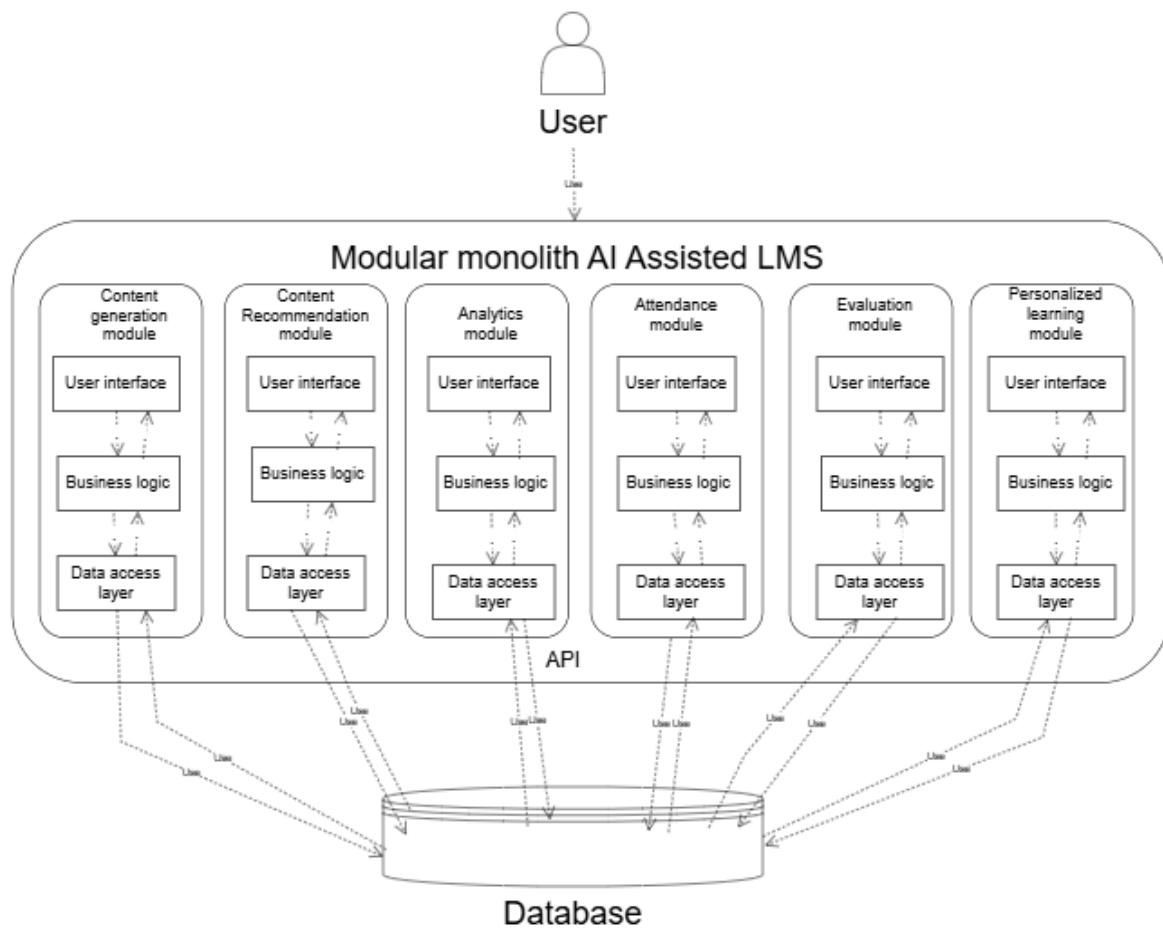 User
Use
Modular monolith AI Assisted LMS
Content
generation
module
Content
Recommendation
module
Analytics
module
Attendance
module
Evaluation
module
Personalized
learning
module
User interface
User interface
User interface
User interface
User interface
User interface
Business logic
Business logic
Business logic
Business logic
Business logic
Business logic
Data access
layer
Data access
layer
Data access
layer
Data access
layer
Data access
layer
Data access
layer
API
Use
Use
Use
Use
Use
Use
Use
Use
Use
Use
Use
Use
Database